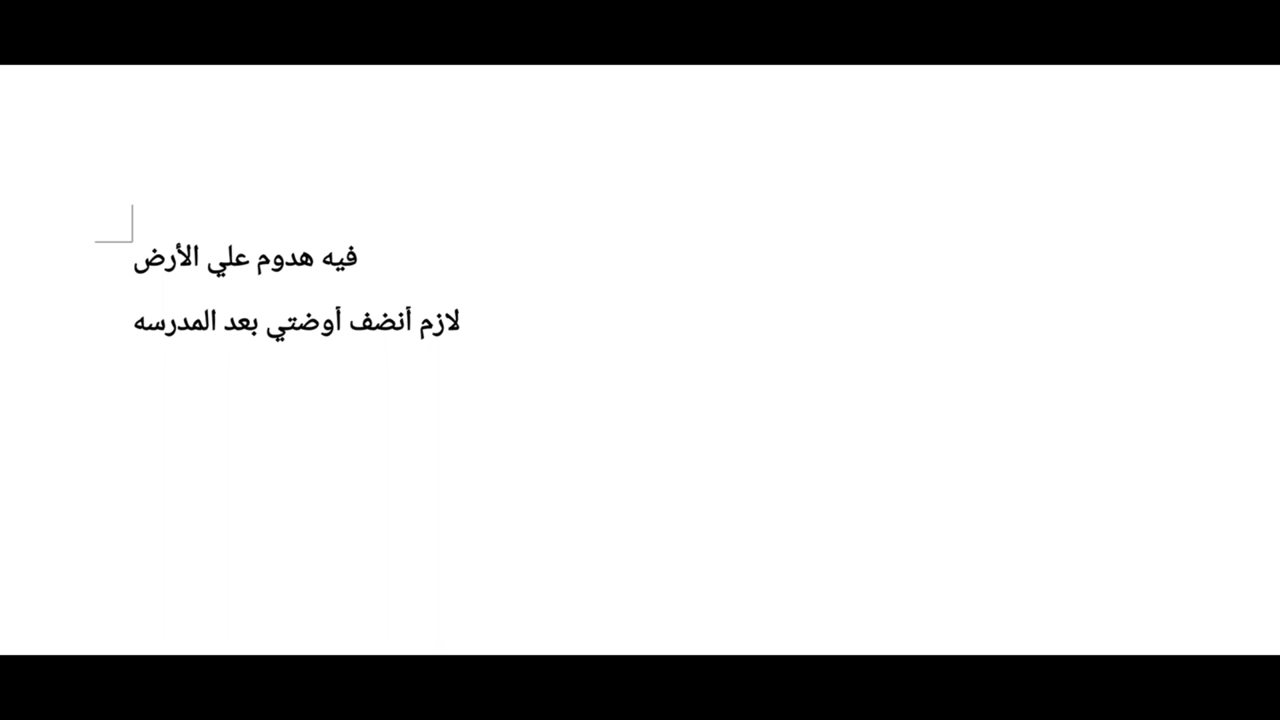 فيه هدوم علي الأرض
لازم أنضف أوضتي بعد المدرسه